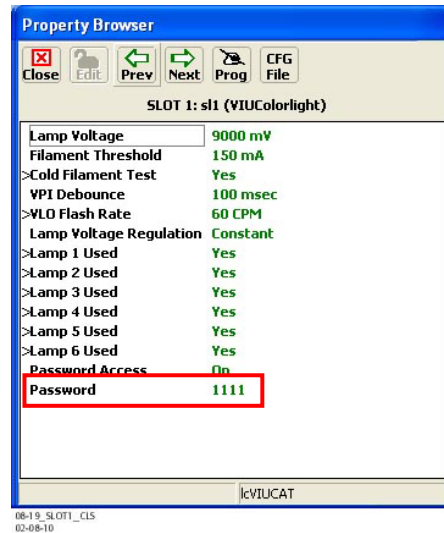 Property Browser
Close Edit Prev Next Prog CFG File
SLOT 1: sl1 (VIUColorlight)
Lamp Voltage 9000 mV
Filament Threshold 150 mA
>Cold Filament Test Yes
VPI Debounce 100 msec
>VLO Flash Rate 60 CPM
Lamp Voltage Regulation Constant
>Lamp 1 Used Yes
>Lamp 2 Used Yes
>Lamp 3 Used Yes
>Lamp 4 Used Yes
>Lamp 5 Used Yes
>Lamp 6 Used Yes
Password Access On
Password 1111
lcVIUCAT
08-19_SLOT1_CLS
02-08-10